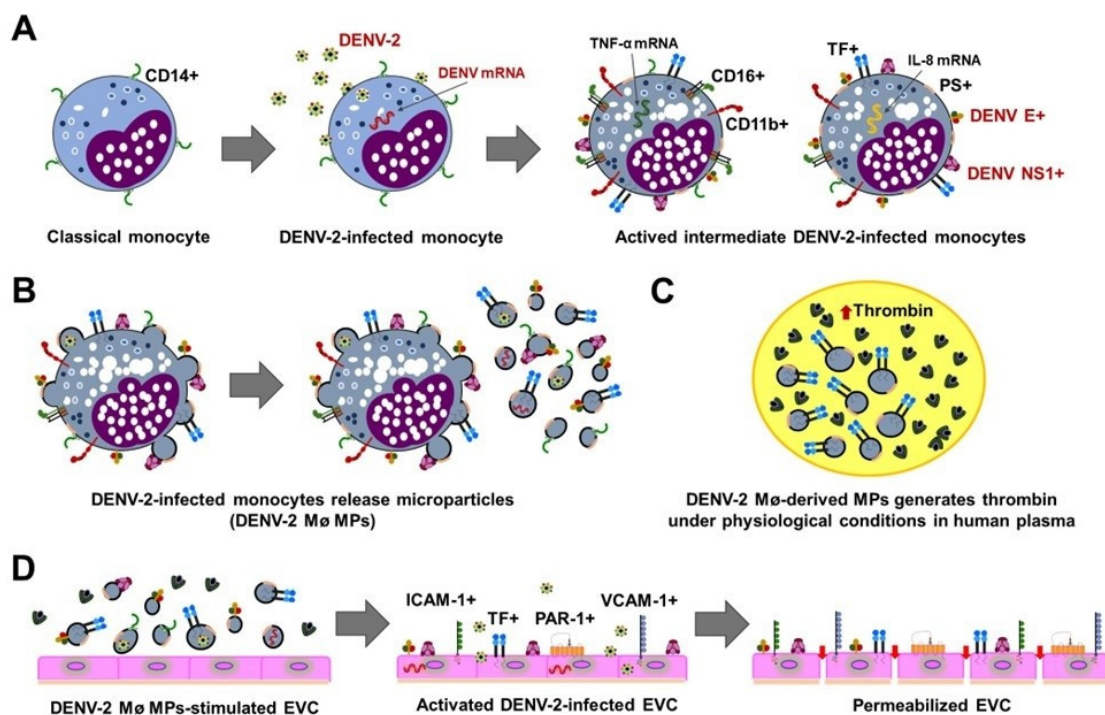 A
CD14+
DENV-2
DENV mRNA
TNF-α mRNA
CD16+
CD11b+
TF+
IL-8 mRNA
PS+
DENV E+
DENV NS1+
Classical monocyte
DENV-2-infected monocyte
Actived intermediate DENV-2-infected monocytes
B
DENV-2-infected monocytes release microparticles
(DENV-2 Mø MPs)
C
Thrombin
DENV-2 Mø-derived MPs generates thrombin
under physiological conditions in human plasma
D
ICAM-1+
TF+
PAR-1+
VCAM-1+
DENV-2 Mø MPs-stimulated EVC
Activated DENV-2-infected EVC
Permeabilized EVC